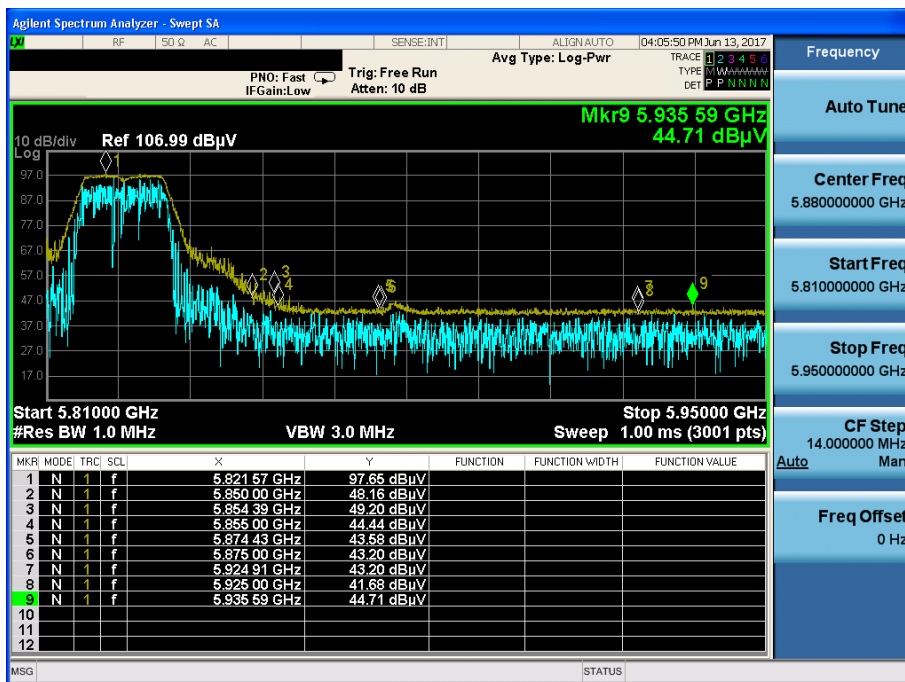 Agilent Spectrum Analyzer - Swept SA
LXI RF 50 Ω AC SENSE:INT ALIGN AUTO 04:05:50 PM Jun 13, 2017
Frequency
Avg Type: Log-Pwr TRACE 1 2 3 4 5 6
PNO: Fast Trig: Free Run TYPE M W W W W W
IFGain:Low Atten: 10 dB DET P P N N N N
Auto Tune
Mkr9 5.935 59 GHz
10 dB/div Ref 106.99 dBµV 44.71 dBµV
Log
97.0
87.0
77.0
67.0
57.0
47.0
37.0
27.0
17.0
1
2
3
4
5
6
7
8
9
Center Freq
5.880000000 GHz
Start Freq
5.810000000 GHz
Stop Freq
5.950000000 GHz
Start 5.81000 GHz Stop 5.95000 GHz
#Res BW 1.0 MHz VBW 3.0 MHz Sweep 1.00 ms (3001 pts)
CF Step
14.000000 MHz
Auto Man
Freq Offset
0 Hz
MKR MODE TRC SCL X Y FUNCTION FUNCTION WIDTH FUNCTION VALUE
1 N 1 f 5.821 57 GHz 97.65 dBµV
2 N 1 f 5.850 00 GHz 48.16 dBµV
3 N 1 f 5.854 39 GHz 49.20 dBµV
4 N 1 f 5.855 00 GHz 44.44 dBµV
5 N 1 f 5.874 43 GHz 43.58 dBµV
6 N 1 f 5.875 00 GHz 43.20 dBµV
7 N 1 f 5.924 91 GHz 43.20 dBµV
8 N 1 f 5.925 00 GHz 41.68 dBµV
9 N 1 f 5.935 59 GHz 44.71 dBµV
10
11
12
MSG STATUS